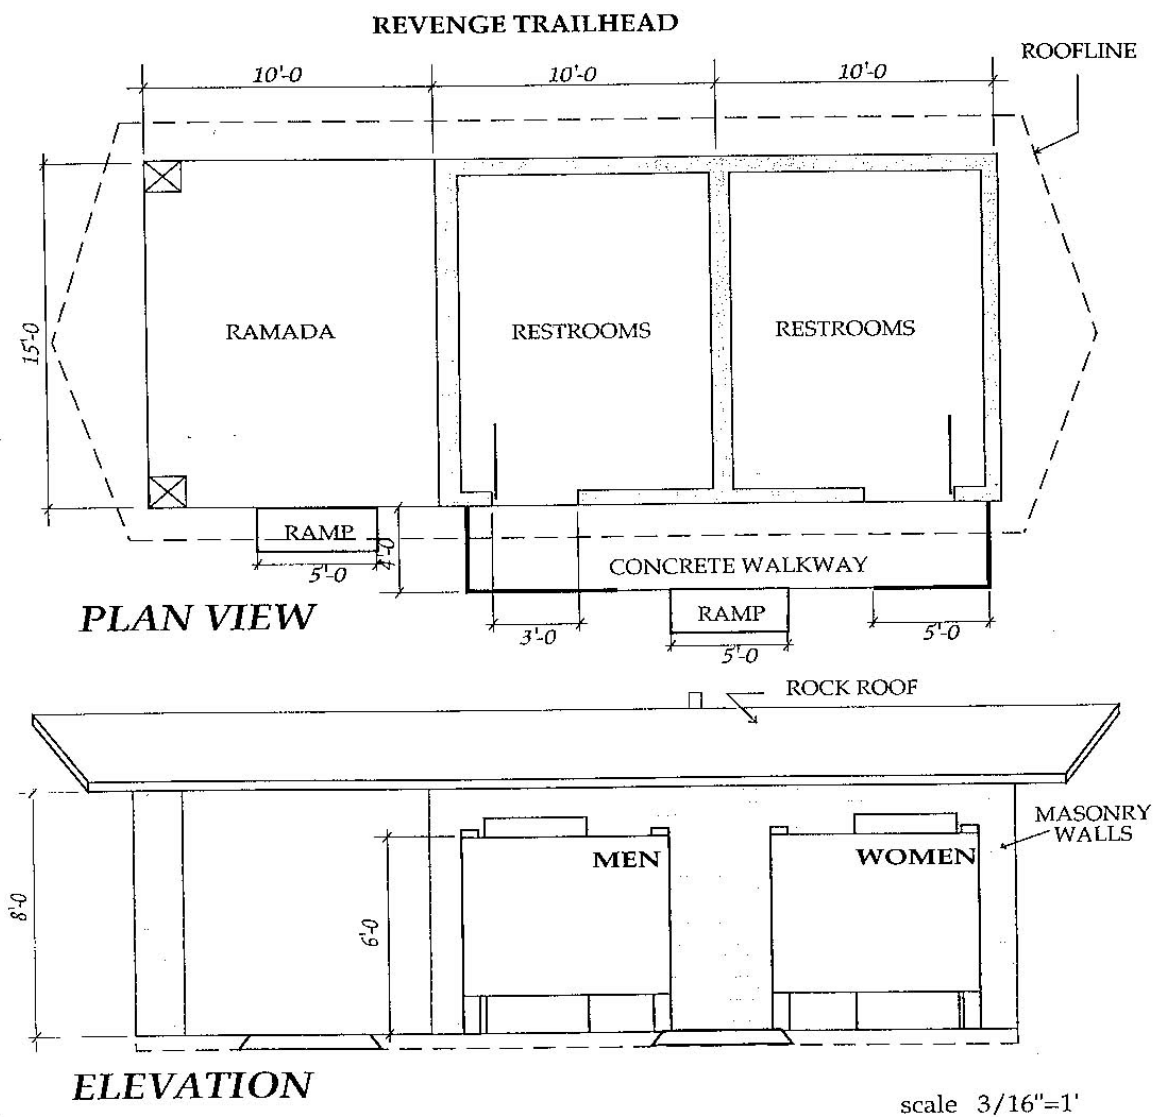 REVENGE TRAILHEAD
ROOFLINE
10'-0
10'-0
10'-0
15'-0
RAMADA
RESTROOMS
RESTROOMS
RAMP
4'-0
5'-0
CONCRETE WALKWAY
PLAN VIEW
RAMP
3'-0
5'-0
5'-0
ROCK ROOF
MASONRY
WALLS
MEN
WOMEN
8'-0
6'-0
ELEVATION
scale 3/16"=1'